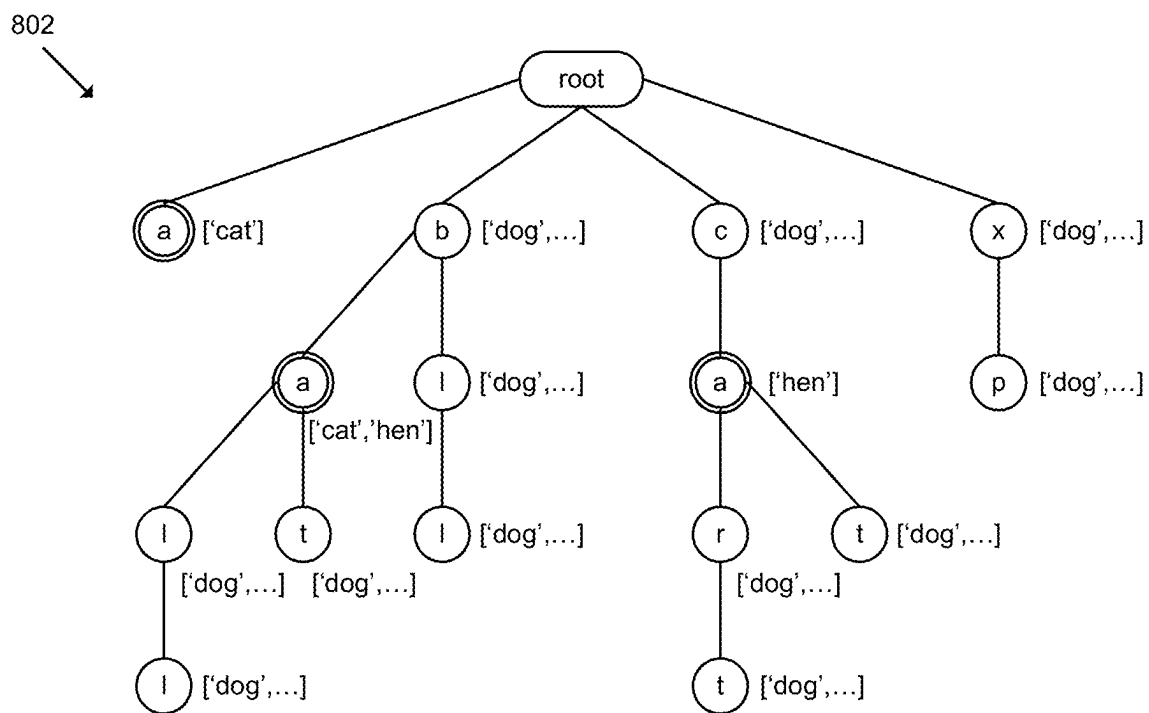 802
root
a ['cat'] b ['dog',...] c ['dog',...] x ['dog',...]
a l ['dog',...] a ['hen'] p ['dog',...]
['cat','hen']
l t l ['dog',...] r t ['dog',...]
['dog',...] ['dog',...] ['dog',...]
l ['dog',...] t ['dog',...]